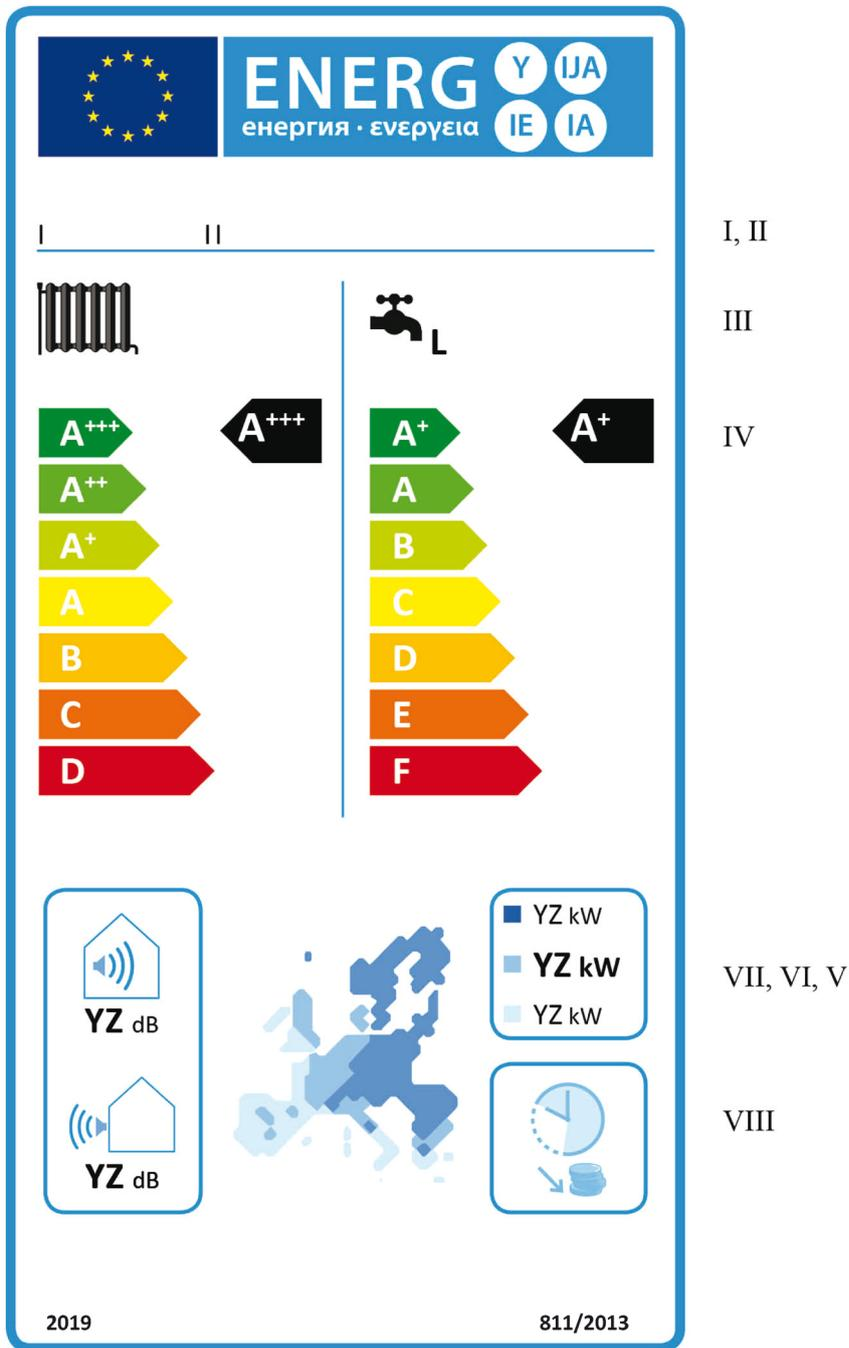 ENERG Y IJA
енергия · ενεργεια IE IA
I II
I, II
L
III
A+++ A+++ A+ A+
IV
A++ A
A+ B
A C
B D
C E
D F
YZ dB
YZ dB
YZ kW
YZ kW
YZ kW
VII, VI, V
VIII
2019 811/2013